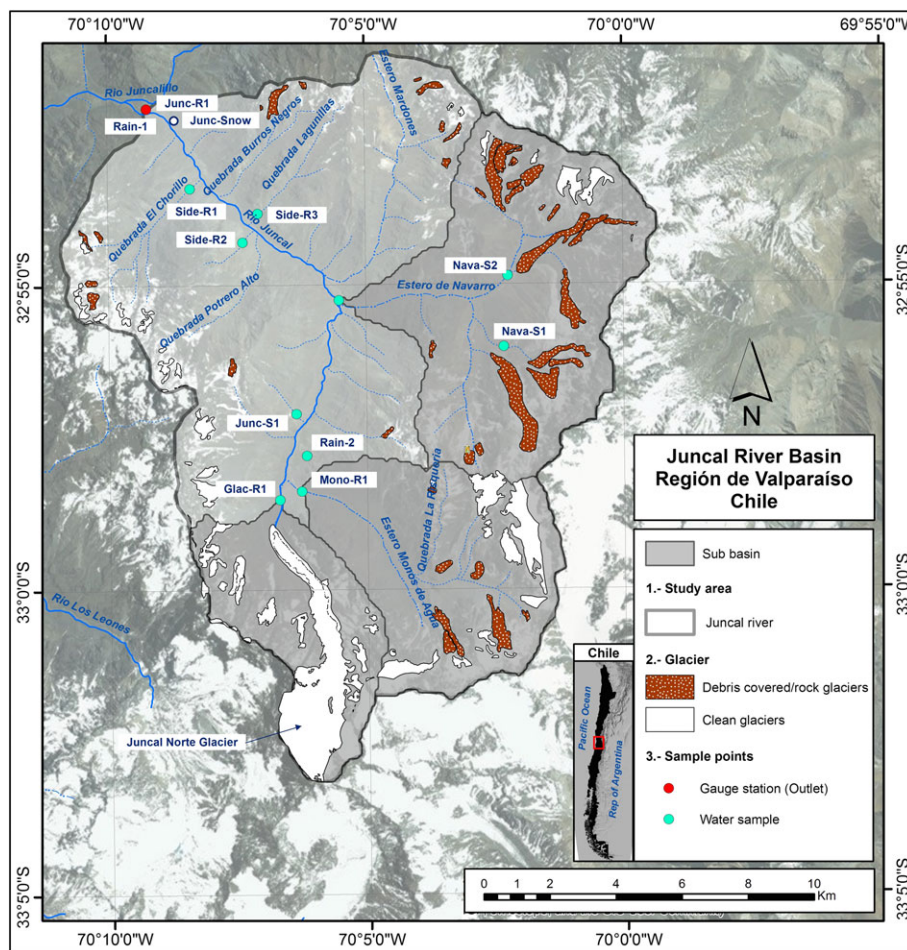 70°10'0"W
70°5'0"W
70°0'0"W
69°55'0"W
Rio Juncalillo
Junc-R1
Rain-1
Junc-Snow
Estero Mardones
Quebrada Burros Negros
Quebrada Lagunillas
Quebrada El Chorillo
Side-R1
Side-R3
Side-R2
Rio Juncal
Quebrada Potrero Alto
Nava-S2
Estero de Navarro
Nava-S1
32°55'0"S
32°55'0"S
Junc-S1
Rain-2
Glac-R1
Mono-R1
Estero Monos de Agua
N
Juncal River Basin
Región de Valparaíso
Chile
Sub basin
1.- Study area
Juncal river
2.- Glacier
Debris covered/rock glaciers
Clean glaciers
3.- Sample points
Gauge station (Outlet)
Water sample
33°0'0"S
33°0'0"S
Rio Los Leones
Juncal Norte Glacier
Chile
Pacific Ocean
Rep of Argentina
0 1 2 4 6 8 10
Km
33°5'0"S
33°5'0"S
70°10'0"W
70°5'0"W
70°0'0"W